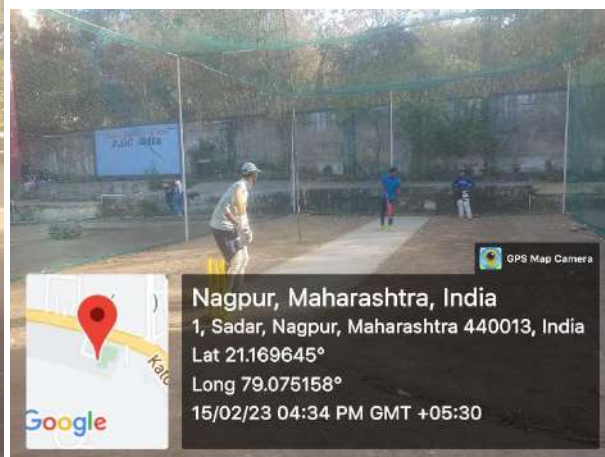 GPS Map Camera
Nagpur, Maharashtra, India
1, Sadar, Nagpur, Maharashtra 440013, India
Lat 21.169645°
Long 79.075158°
15/02/23 04:34 PM GMT +05:30
Google